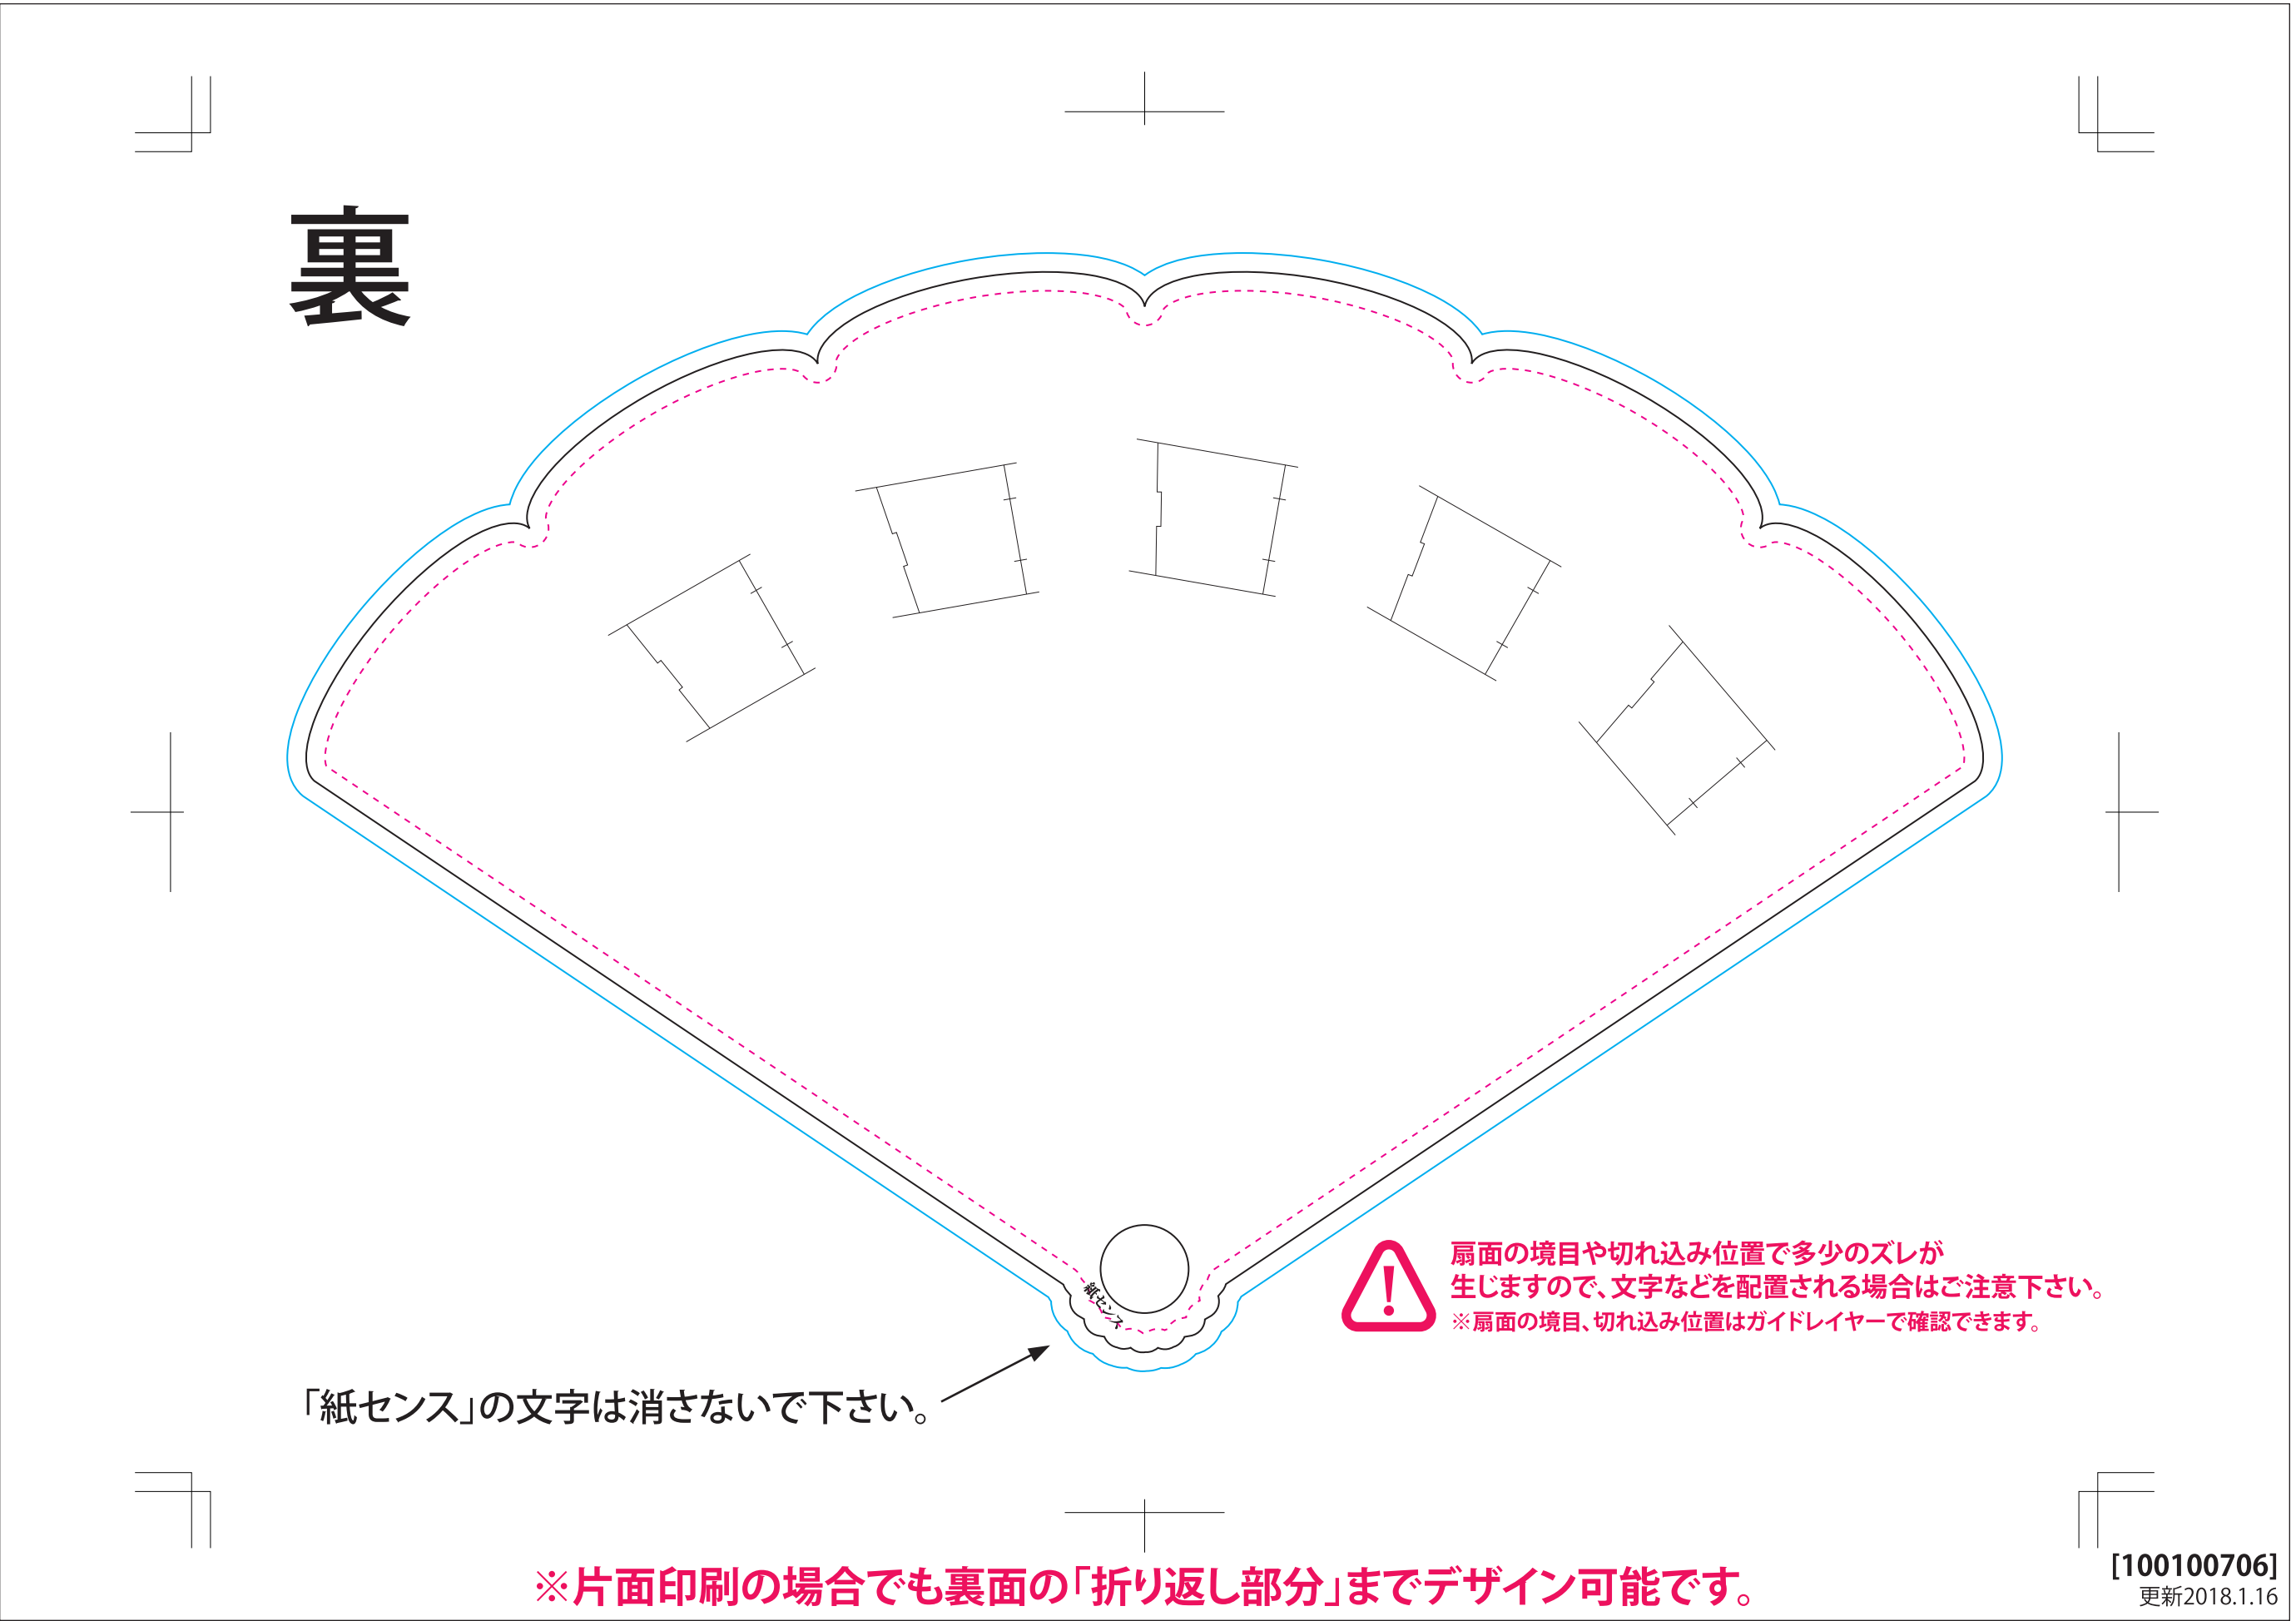 裏
紙センス
扇面の境目や切れ込み位置で多少のズレが
生じますので、文字などを配置される場合はご注意下さい。
※扇面の境目、切れ込み位置はガイドレイヤーで確認できます。
「紙センス」の文字は消さないで下さい。
※片面印刷の場合でも裏面の「折り返し部分」までデザイン可能です。
[100100706]
更新2018.1.16